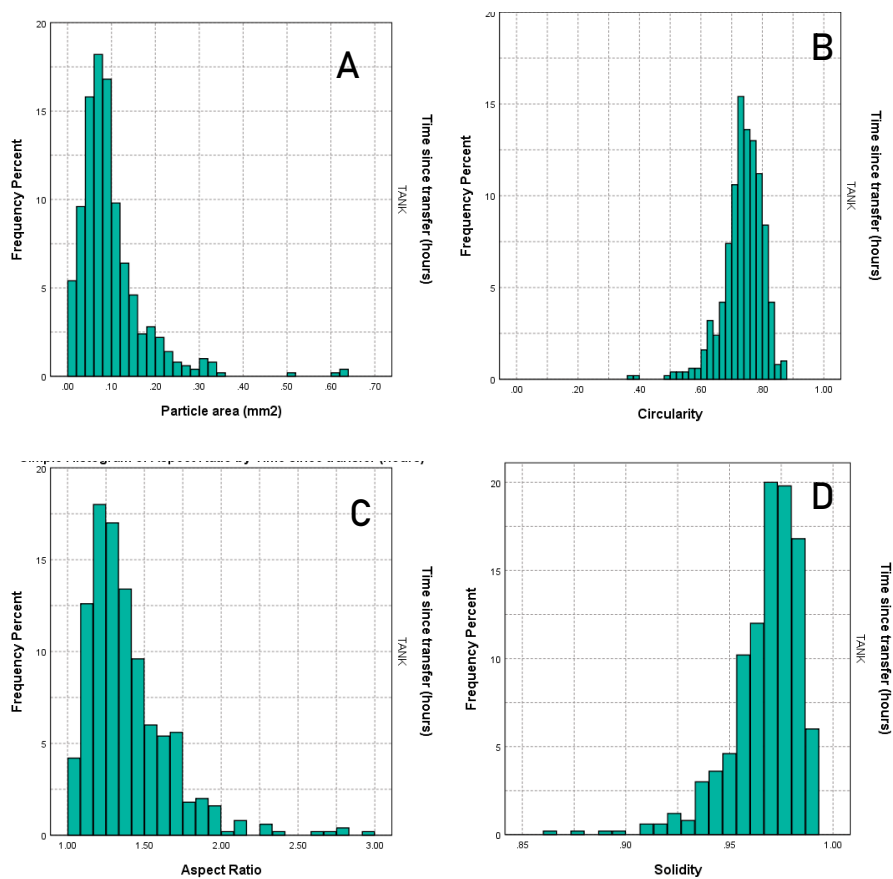 20
15
10
5
0
Frequency Percent
A
Time since transfer (hours)
TANK
.00 .10 .20 .30 .40 .50 .60 .70
Particle area (mm2)
20
15
10
5
0
Frequency Percent
B
Time since transfer (hours)
TANK
.00 .20 .40 .60 .80 1.00
Circularity
20
15
10
5
0
Frequency Percent
C
Time since transfer (hours)
TANK
1.00 1.50 2.00 2.50 3.00
Aspect Ratio
20
15
10
5
0
Frequency Percent
D
Time since transfer (hours)
TANK
.85 .90 .95 1.00
Solidity